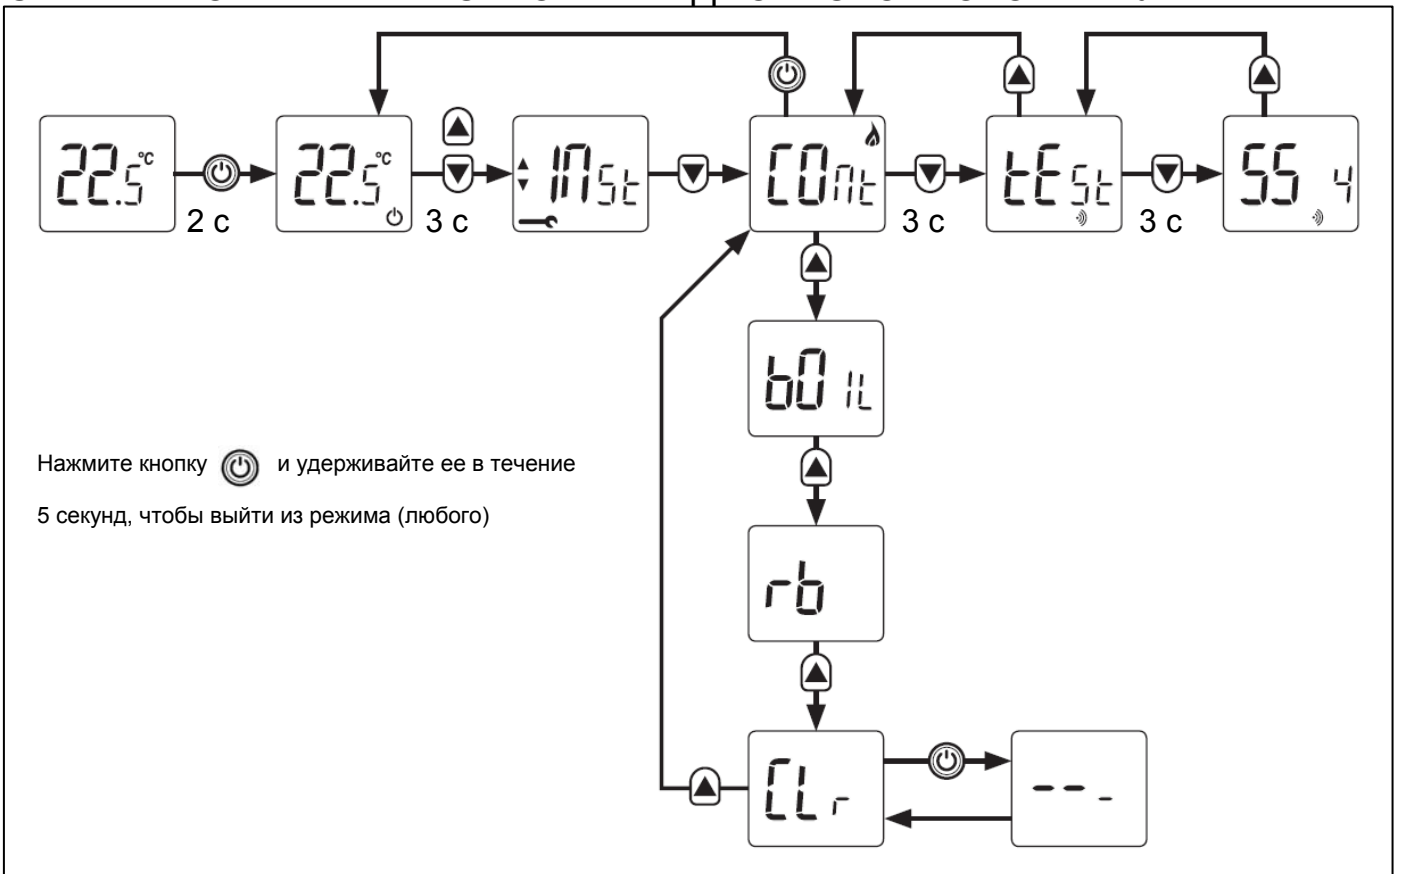 22.5°C
2 с
22.5°C
3 с
INSt
CONt
3 с
tESt
3 с
SS 4
bOIL
Нажмите кнопку и удерживайте ее в течение
5 секунд, чтобы выйти из режима (любого)
rb
CLr
-- -